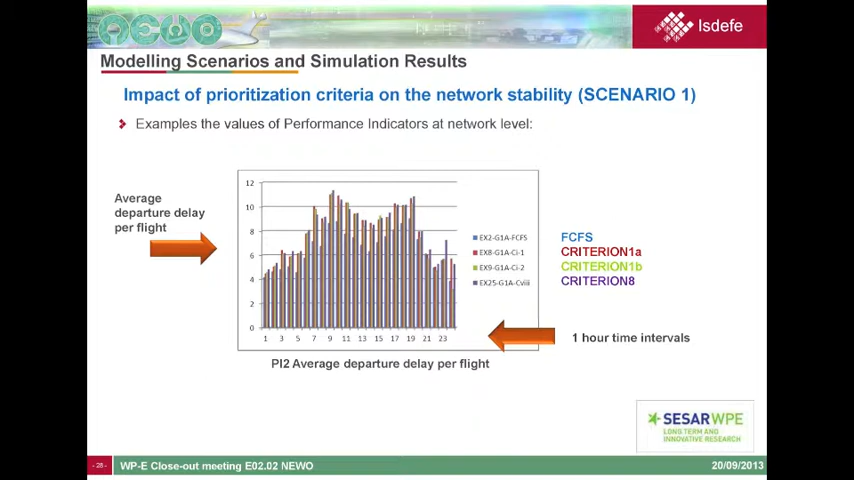 newo
Isdefe
Modelling Scenarios and Simulation Results
Impact of prioritization criteria on the network stability (SCENARIO 1)
Examples the values of Performance Indicators at network level:
Average
departure delay
per flight
12
10
8
6
4
2
0
1 3 5 7 9 11 13 15 17 19 21 23
EX2-G1A-FCFS
EX8-G1A-Ci-1
EX9-G1A-Ci-2
EX25-G1A-Cviii
FCFS
CRITERION1a
CRITERION1b
CRITERION8
1 hour time intervals
PI2 Average departure delay per flight
SESARWPE
LONG TERM AND
INNOVATIVE RESEARCH
- 28 -
WP-E Close-out meeting E02.02 NEWO
20/09/2013